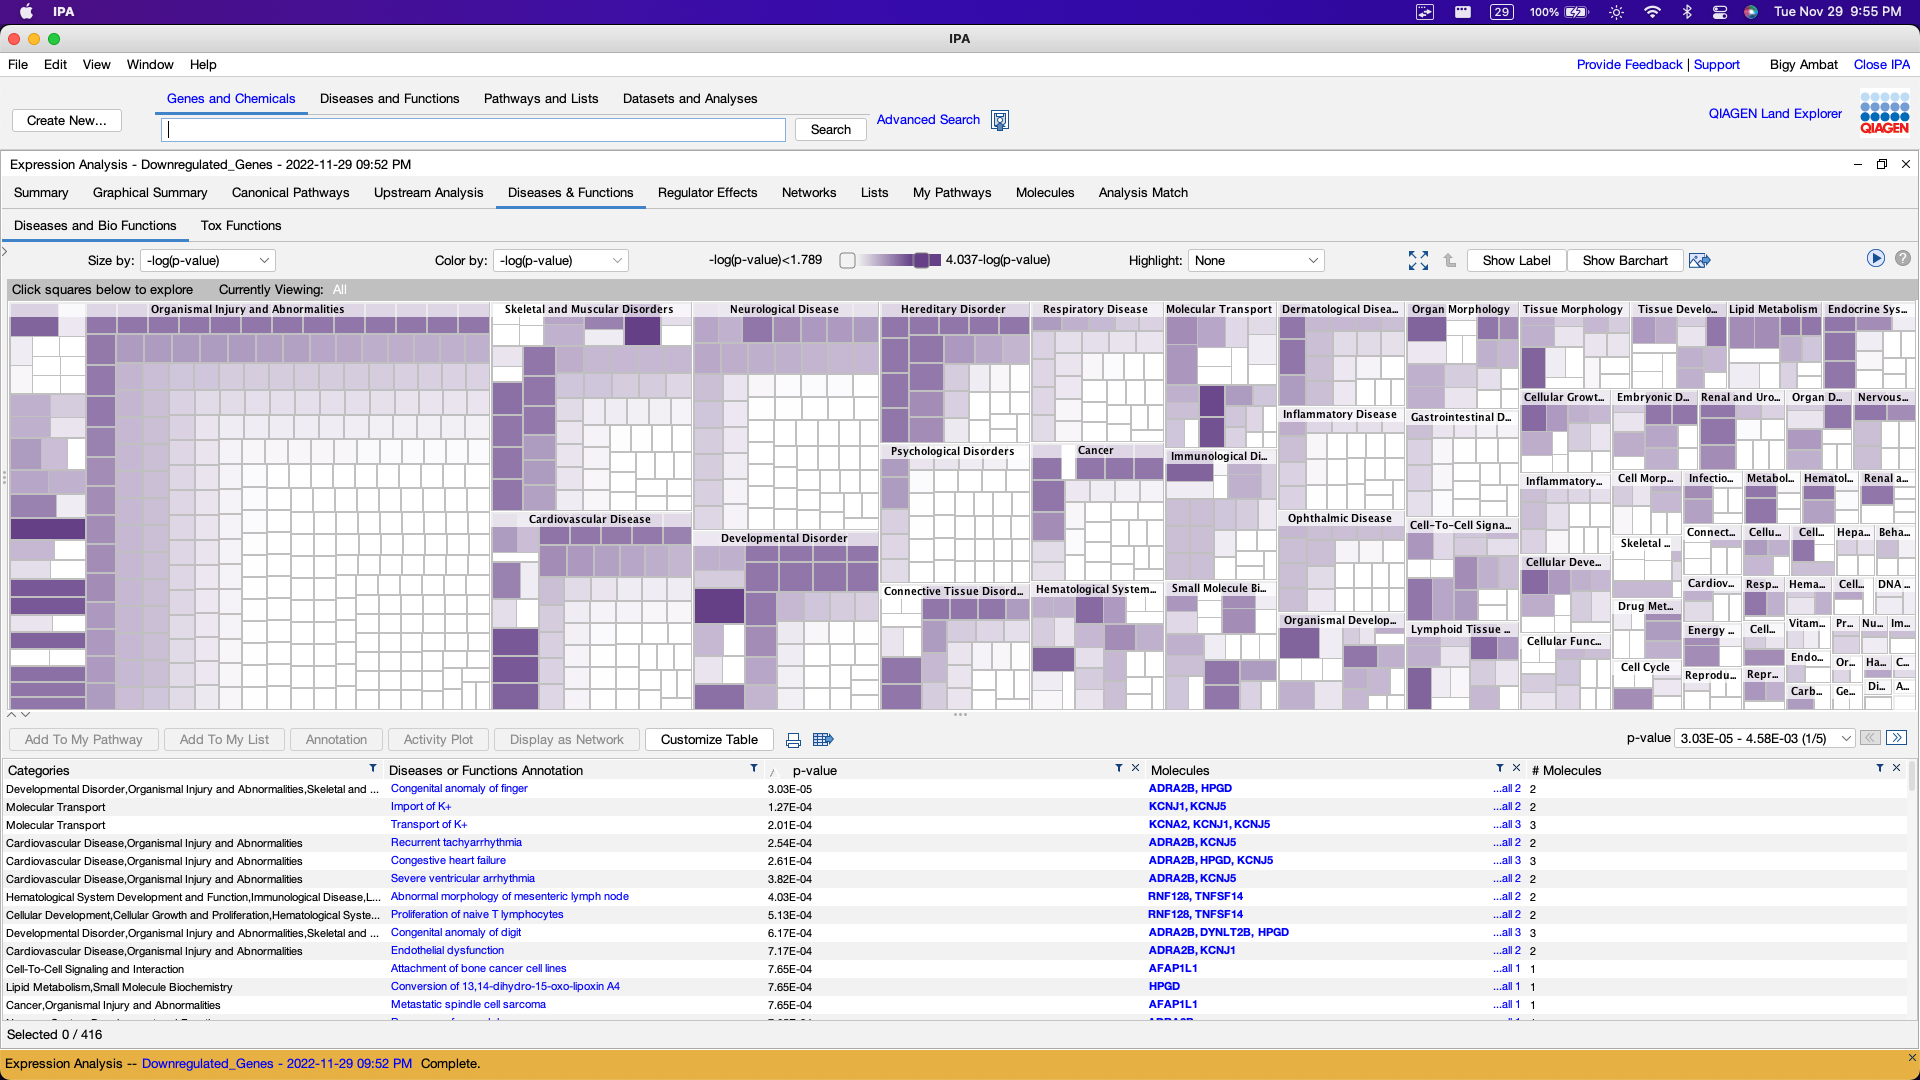 IPA
29
100%
Tue Nov 29 9:55 PM
IPA
File Edit View Window Help
Provide Feedback | Support Bigy Ambat Close IPA
Create New...
Genes and Chemicals Diseases and Functions Pathways and Lists Datasets and Analyses
Search
Advanced Search
QIAGEN Land Explorer
QIAGEN
Expression Analysis - Downregulated_Genes - 2022-11-29 09:52 PM
Summary Graphical Summary Canonical Pathways Upstream Analysis Diseases & Functions Regulator Effects Networks Lists My Pathways Molecules Analysis Match
Diseases and Bio Functions Tox Functions
Size by: -log(p-value) Color by: -log(p-value) -log(p-value)<1.789 4.037-log(p-value) Highlight: None Show Label Show Barchart
Click squares below to explore Currently Viewing: All
Organismal Injury and Abnormalities
Skeletal and Muscular Disorders
Neurological Disease
Hereditary Disorder
Respiratory Disease
Molecular Transport
Dermatological Disea...
Organ Morphology
Tissue Morphology
Tissue Develo...
Lipid Metabolism
Endocrine Sys...
Cellular Growt...
Embryonic D...
Renal and Uro...
Organ D...
Nervous...
Inflammatory Disease
Gastrointestinal D...
Psychological Disorders
Cancer
Immunological Di...
Inflammatory...
Cell Morp...
Infectio...
Metabol...
Hematol...
Renal a...
Cardiovascular Disease
Ophthalmic Disease
Cell-To-Cell Signa...
Developmental Disorder
Skeletal ...
Connect...
Cellu...
Cell...
Hepa...
Beha...
Cellular Deve...
Connective Tissue Disord...
Hematological System...
Small Molecule Bi...
Cardiov...
Resp...
Hema...
Cell...
DNA ...
Drug Met...
Organismal Develop...
Lymphoid Tissue ...
Cellular Func...
Energy ...
Cell...
Vitam...
Pr...
Nu...
Im...
Cell Cycle
Reprodu...
Repr...
Endo...
Or...
Ha...
C...
Carb...
Ge...
Di...
A...
Add To My Pathway Add To My List Annotation Activity Plot Display as Network Customize Table p-value 3.03E-05 - 4.58E-03 (1/5)
Categories Diseases or Functions Annotation p-value Molecules # Molecules
Developmental Disorder,Organismal Injury and Abnormalities,Skeletal and ... Congenital anomaly of finger 3.03E-05 ADRA2B, HPGD ...all 2 2
Molecular Transport Import of K+ 1.27E-04 KCNJ1, KCNJ5 ...all 2 2
Molecular Transport Transport of K+ 2.01E-04 KCNA2, KCNJ1, KCNJ5 ...all 3 3
Cardiovascular Disease,Organismal Injury and Abnormalities Recurrent tachyarrhythmia 2.54E-04 ADRA2B, KCNJ5 ...all 2 2
Cardiovascular Disease,Organismal Injury and Abnormalities Congestive heart failure 2.61E-04 ADRA2B, HPGD, KCNJ5 ...all 3 3
Cardiovascular Disease,Organismal Injury and Abnormalities Severe ventricular arrhythmia 3.82E-04 ADRA2B, KCNJ5 ...all 2 2
Hematological System Development and Function,Immunological Disease,L... Abnormal morphology of mesenteric lymph node 4.03E-04 RNF128, TNFSF14 ...all 2 2
Cellular Development,Cellular Growth and Proliferation,Hematological Syste... Proliferation of naive T lymphocytes 5.13E-04 RNF128, TNFSF14 ...all 2 2
Developmental Disorder,Organismal Injury and Abnormalities,Skeletal and ... Congenital anomaly of digit 6.17E-04 ADRA2B, DYNLT2B, HPGD ...all 3 3
Cardiovascular Disease,Organismal Injury and Abnormalities Endothelial dysfunction 7.17E-04 ADRA2B, KCNJ1 ...all 2 2
Cell-To-Cell Signaling and Interaction Attachment of bone cancer cell lines 7.65E-04 AFAP1L1 ...all 1 1
Lipid Metabolism,Small Molecule Biochemistry Conversion of 13,14-dihydro-15-oxo-lipoxin A4 7.65E-04 HPGD ...all 1 1
Cancer,Organismal Injury and Abnormalities Metastatic spindle cell sarcoma 7.65E-04 AFAP1L1 ...all 1 1
Selected 0 / 416
Expression Analysis -- Downregulated_Genes - 2022-11-29 09:52 PM Complete.